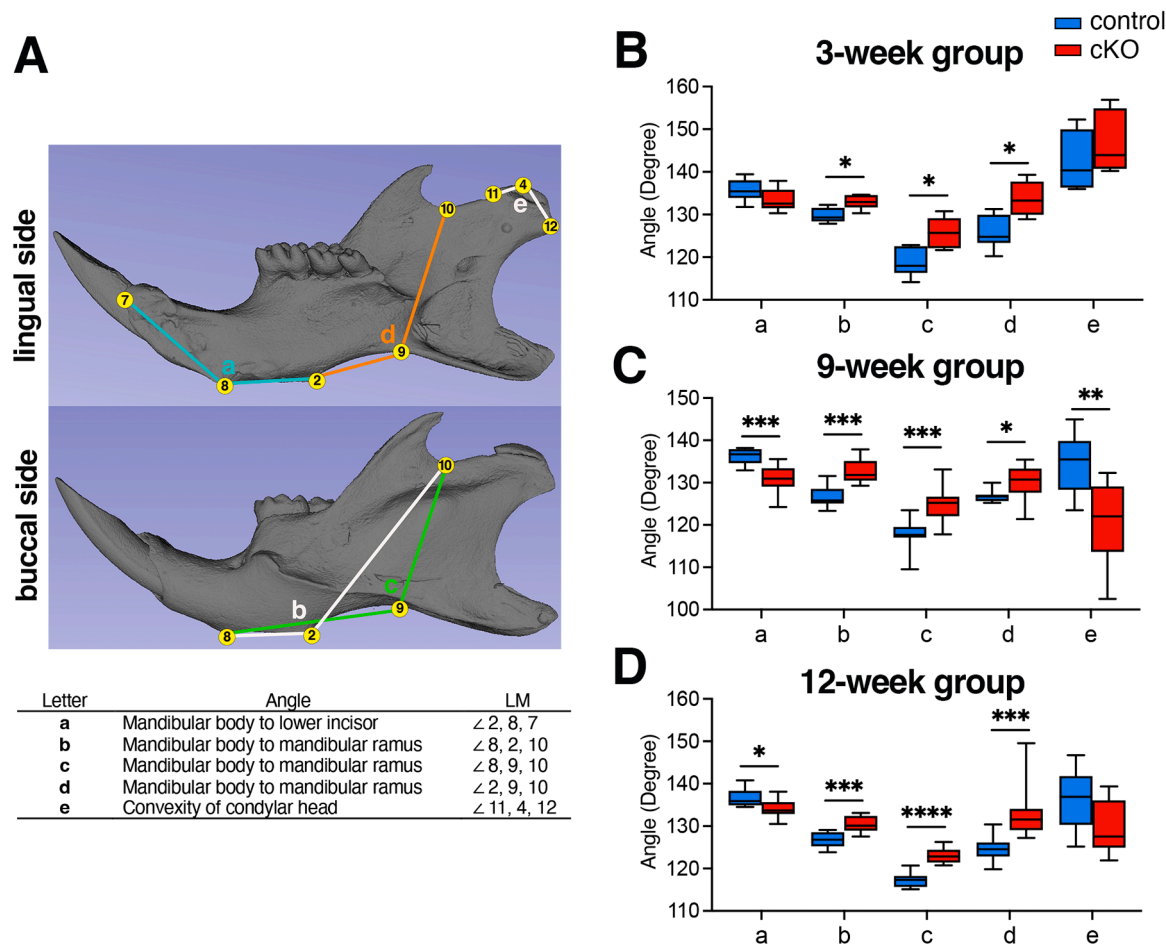 A
lingual side
7
8
2
9
10
11
4
12
a
d
e
buccal side
8
2
9
10
b
c
Letter Angle LM
a Mandibular body to lower incisor ∠2, 8, 7
b Mandibular body to mandibular ramus ∠8, 2, 10
c Mandibular body to mandibular ramus ∠8, 9, 10
d Mandibular body to mandibular ramus ∠2, 9, 10
e Convexity of condylar head ∠11, 4, 12
control
cKO
B
3-week group
Angle (Degree)
160
140
130
120
110
* * *
a b c d e
C
9-week group
Angle (Degree)
150
140
130
120
110
100
*** *** *** * **
a b c d e
D
12-week group
Angle (Degree)
160
150
140
130
120
110
* *** **** ***
a b c d e